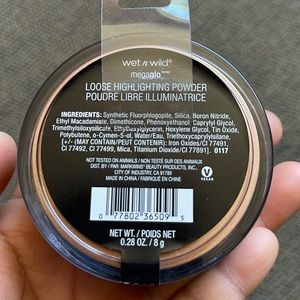 wet n wild®
megaglo™
LOOSE HIGHLIGHTING POWDER
POUDRE LIBRE ILLUMINATRICE
INGREDIENTS: Synthetic Fluorphlogopite, Silica, Boron Nitride,
Ethyl Macadamiate, Dimethicone, Phenoxyethanol, Caprylyl Glycol,
Trimethylsiloxysilicate, Ethylhexylglycerin, Hexylene Glycol, Tin Oxide,
Polybutene, o-Cymen-5-ol, Water/Eau, Triethoxycaprylylsilane,
[+/- (MAY CONTAIN/PEUT CONTENIR): Iron Oxides/CI 77491,
CI 77492, CI 77499, Mica, Titanium Dioxide/CI 77891]. 0117
NOT TESTED ON ANIMALS / NON TESTÉ SUR DES ANIMAUX
DIST. BY / PAR: MARKWINS® BEAUTY PRODUCTS, INC.
CITY OF INDUSTRY, CA 91789
MADE IN CHINA / FABRIQUÉ EN CHINE
VEGAN
0 77802 36509 5
NET WT. / POIDS NET
0.28 OZ. / 8 g